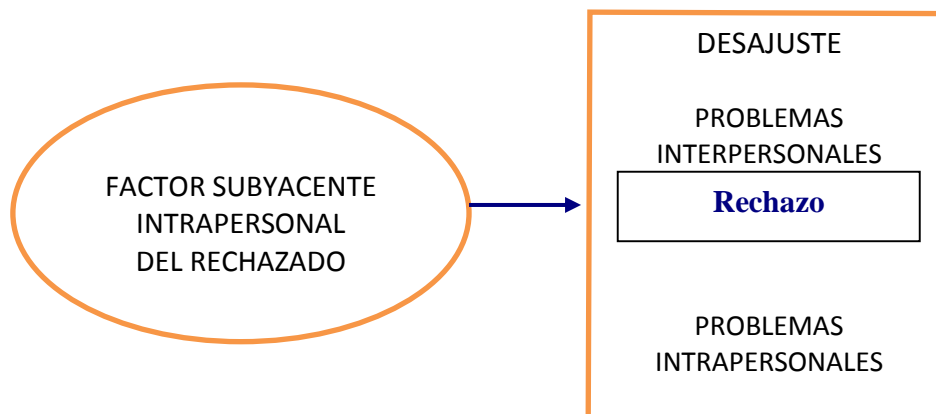 FACTOR SUBYACENTE
INTRAPERSONAL
DEL RECHAZADO
DESAJUSTE
PROBLEMAS
INTERPERSONALES
Rechazo
PROBLEMAS
INTRAPERSONALES